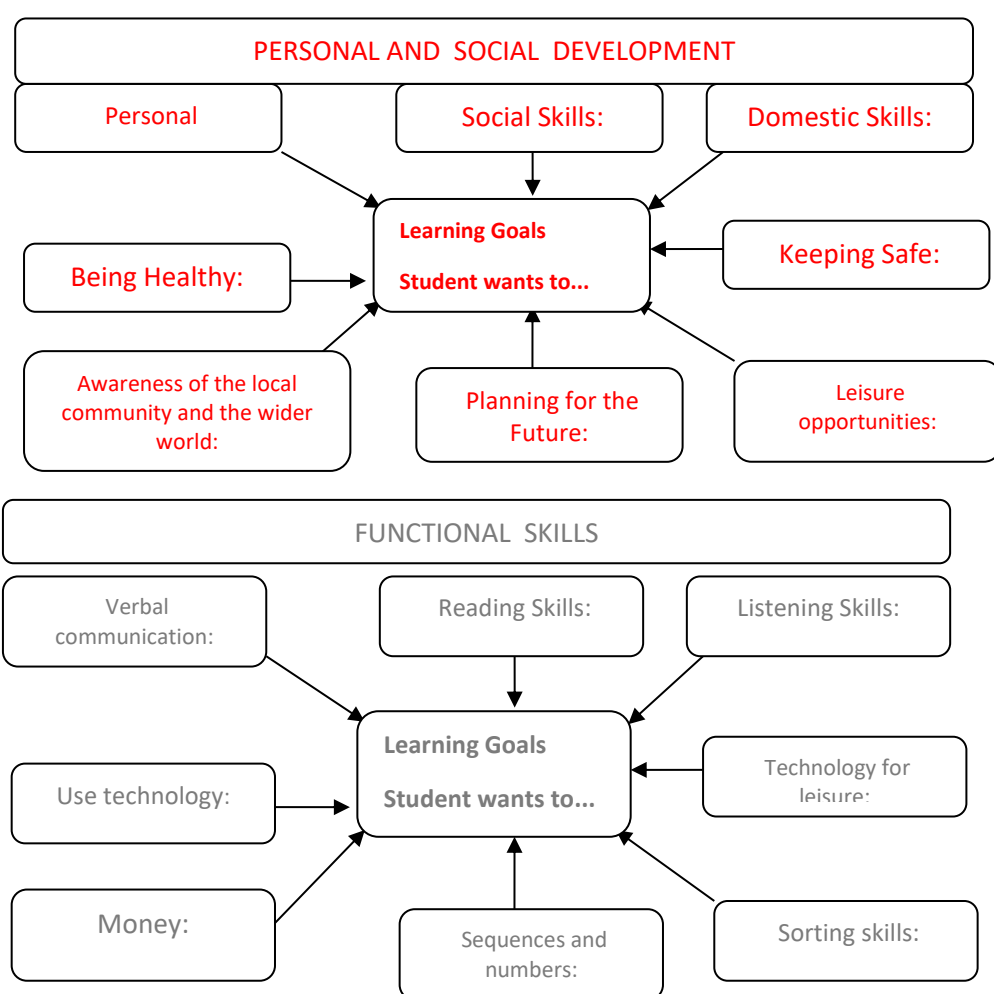 PERSONAL AND SOCIAL DEVELOPMENT
Personal
Social Skills:
Domestic Skills:
Learning Goals
Student wants to...
Being Healthy:
Keeping Safe:
Awareness of the local
community and the wider
world:
Planning for the
Future:
Leisure
opportunities:
FUNCTIONAL SKILLS
Verbal
communication:
Reading Skills:
Listening Skills:
Learning Goals
Student wants to...
Use technology:
Technology for
leisure:
Money:
Sequences and
numbers:
Sorting skills: